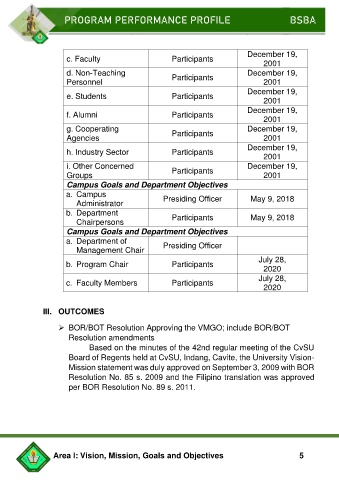 PROGRAM PERFORMANCE PROFILE BSBA
c. Faculty Participants December 19, 2001
d. Non-Teaching Personnel Participants December 19, 2001
e. Students Participants December 19, 2001
f. Alumni Participants December 19, 2001
g. Cooperating Agencies Participants December 19, 2001
h. Industry Sector Participants December 19, 2001
i. Other Concerned Groups Participants December 19, 2001
Campus Goals and Department Objectives
a. Campus Administrator Presiding Officer May 9, 2018
b. Department Chairpersons Participants May 9, 2018
Campus Goals and Department Objectives
a. Department of Management Chair Presiding Officer
b. Program Chair Participants July 28, 2020
c. Faculty Members Participants July 28, 2020
III. OUTCOMES
➢ BOR/BOT Resolution Approving the VMGO; include BOR/BOT
Resolution amendments
Based on the minutes of the 42nd regular meeting of the CvSU
Board of Regents held at CvSU, Indang, Cavite, the University Vision-
Mission statement was duly approved on September 3, 2009 with BOR
Resolution No. 85 s. 2009 and the Filipino translation was approved
per BOR Resolution No. 89 s. 2011.
Area I: Vision, Mission, Goals and Objectives 5